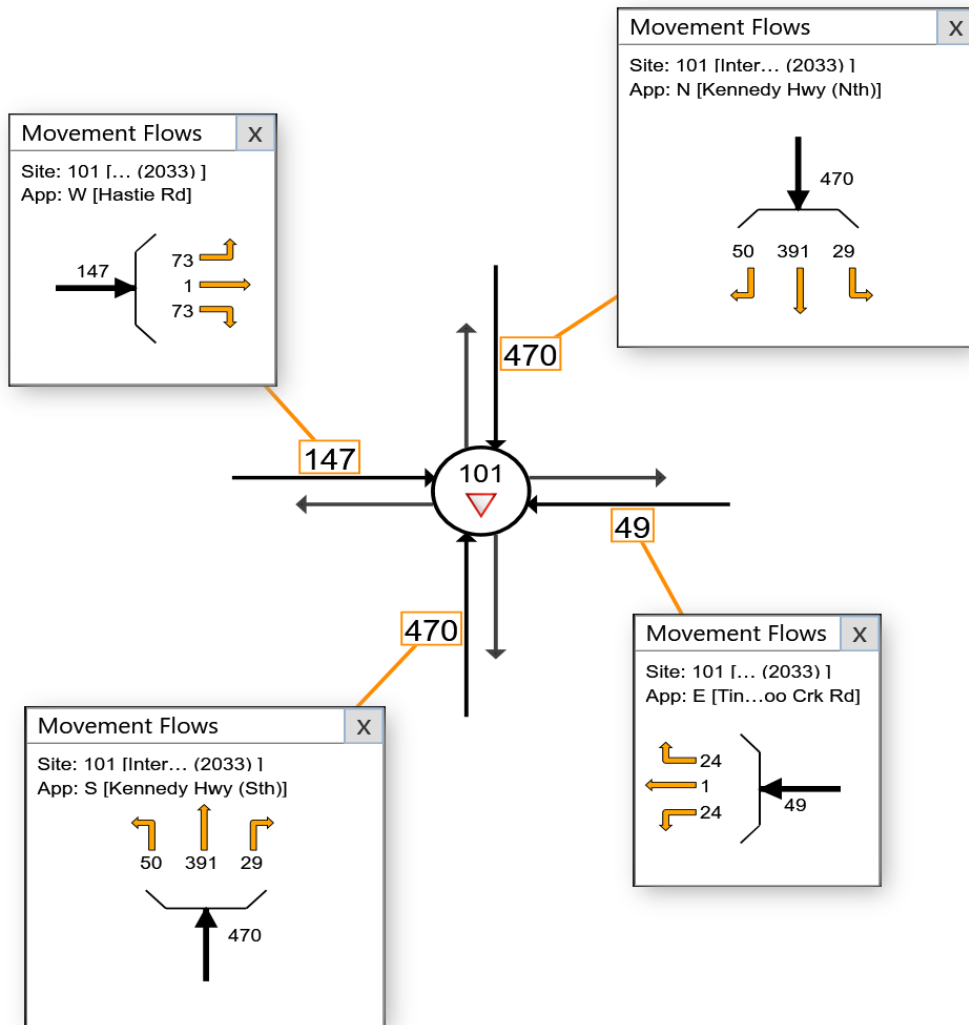 Movement Flows X
Site: 101 [Inter… (2033) ]
App: N [Kennedy Hwy (Nth)]
470
50 391 29
Movement Flows X
Site: 101 [… (2033) ]
App: W [Hastie Rd]
147
73
1
73
470
147
101
49
470
Movement Flows X
Site: 101 [… (2033) ]
App: E [Tin…oo Crk Rd]
24
1
24
49
Movement Flows X
Site: 101 [Inter… (2033) ]
App: S [Kennedy Hwy (Sth)]
50 391 29
470